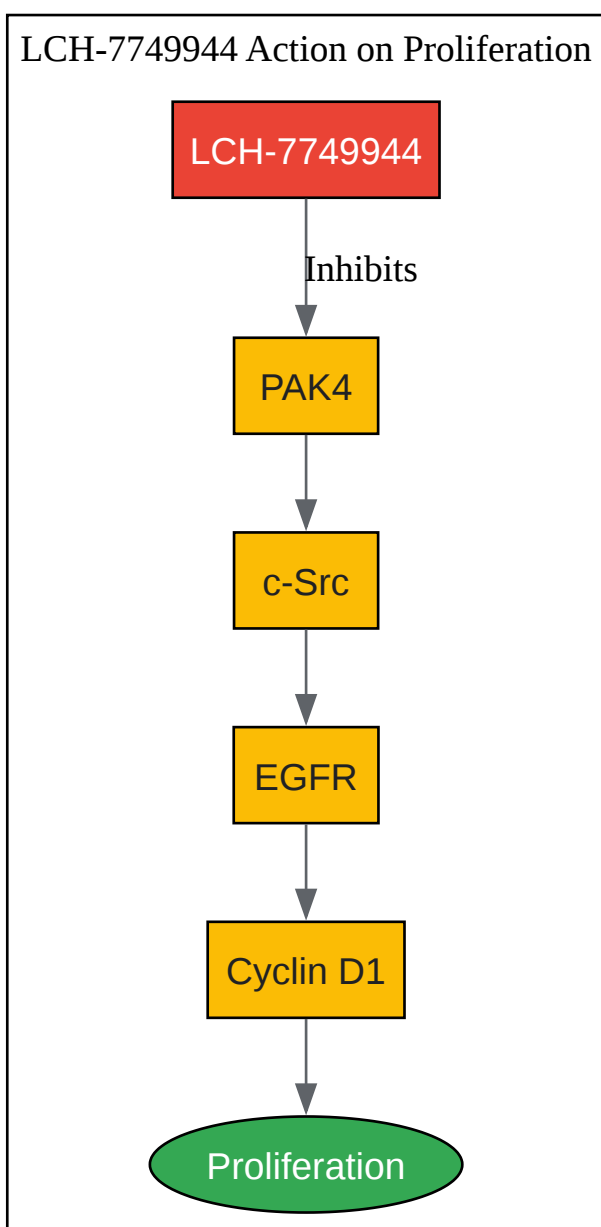 LCH-7749944 Action on Proliferation
LCH-7749944
Inhibits
PAK4
c-Src
EGFR
Cyclin D1
Proliferation